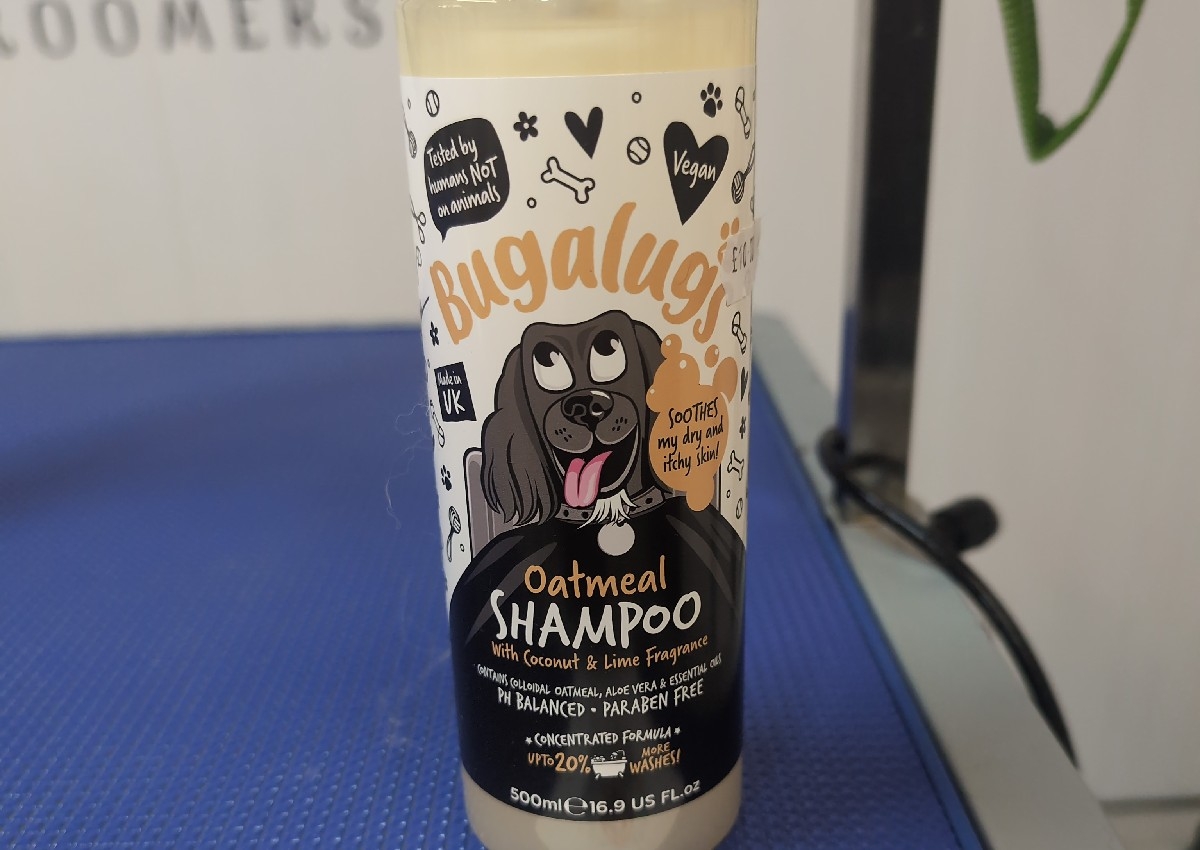 ROOMERS
Tested by
humans NOT
on animals
Vegan
Bugalugs
Made in
UK
SOOTHES
my dry and
itchy skin!
Oatmeal
SHAMPOO
With Coconut & Lime Fragrance
CONTAINS COLLOIDAL OATMEAL, ALOE VERA & ESSENTIAL OILS
PH BALANCED • PARABEN FREE
CONCENTRATED FORMULA
UP TO 20%
MORE
WASHES!
500ml ℮ 16.9 US FL.oz